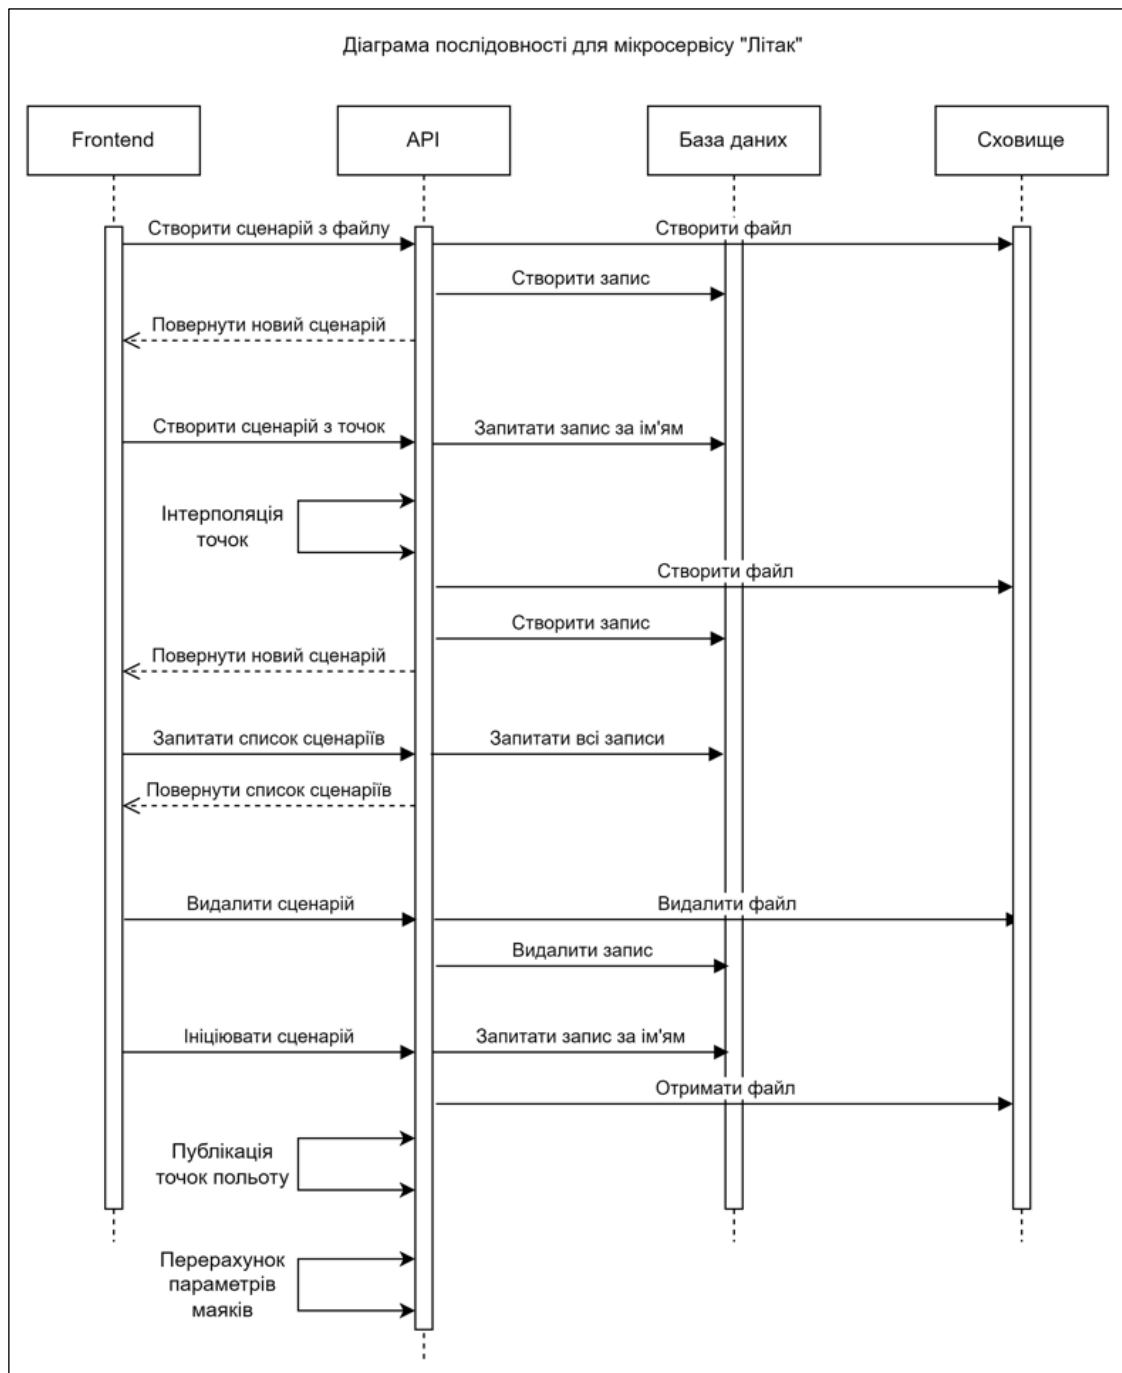 Діаграма послідовності для мікросервісу "Літак"
Frontend
API
База даних
Сховище
Створити сценарій з файлу
Створити файл
Створити запис
Повернути новий сценарій
Створити сценарій з точок
Запитати запис за ім'ям
Інтерполяція
точок
Створити файл
Створити запис
Повернути новий сценарій
Запитати список сценаріїв
Запитати всі записи
Повернути список сценаріїв
Видалити сценарій
Видалити файл
Видалити запис
Ініціювати сценарій
Запитати запис за ім'ям
Отримати файл
Публікація
точок польоту
Перерахунок
параметрів
маяків